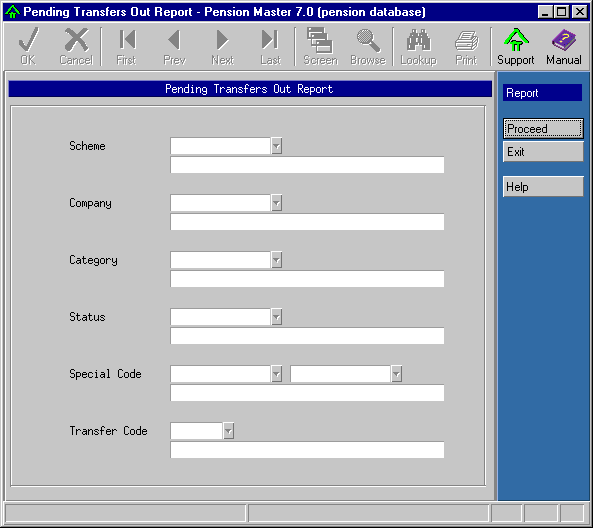 Pending Transfers Out Report - Pension Master 7.0 (pension database)
OK Cancel First Prev Next Last Screen Browse Lookup Print Support Manual
Pending Transfers Out Report
Report
Proceed
Exit
Help
Scheme
Company
Category
Status
Special Code
Transfer Code